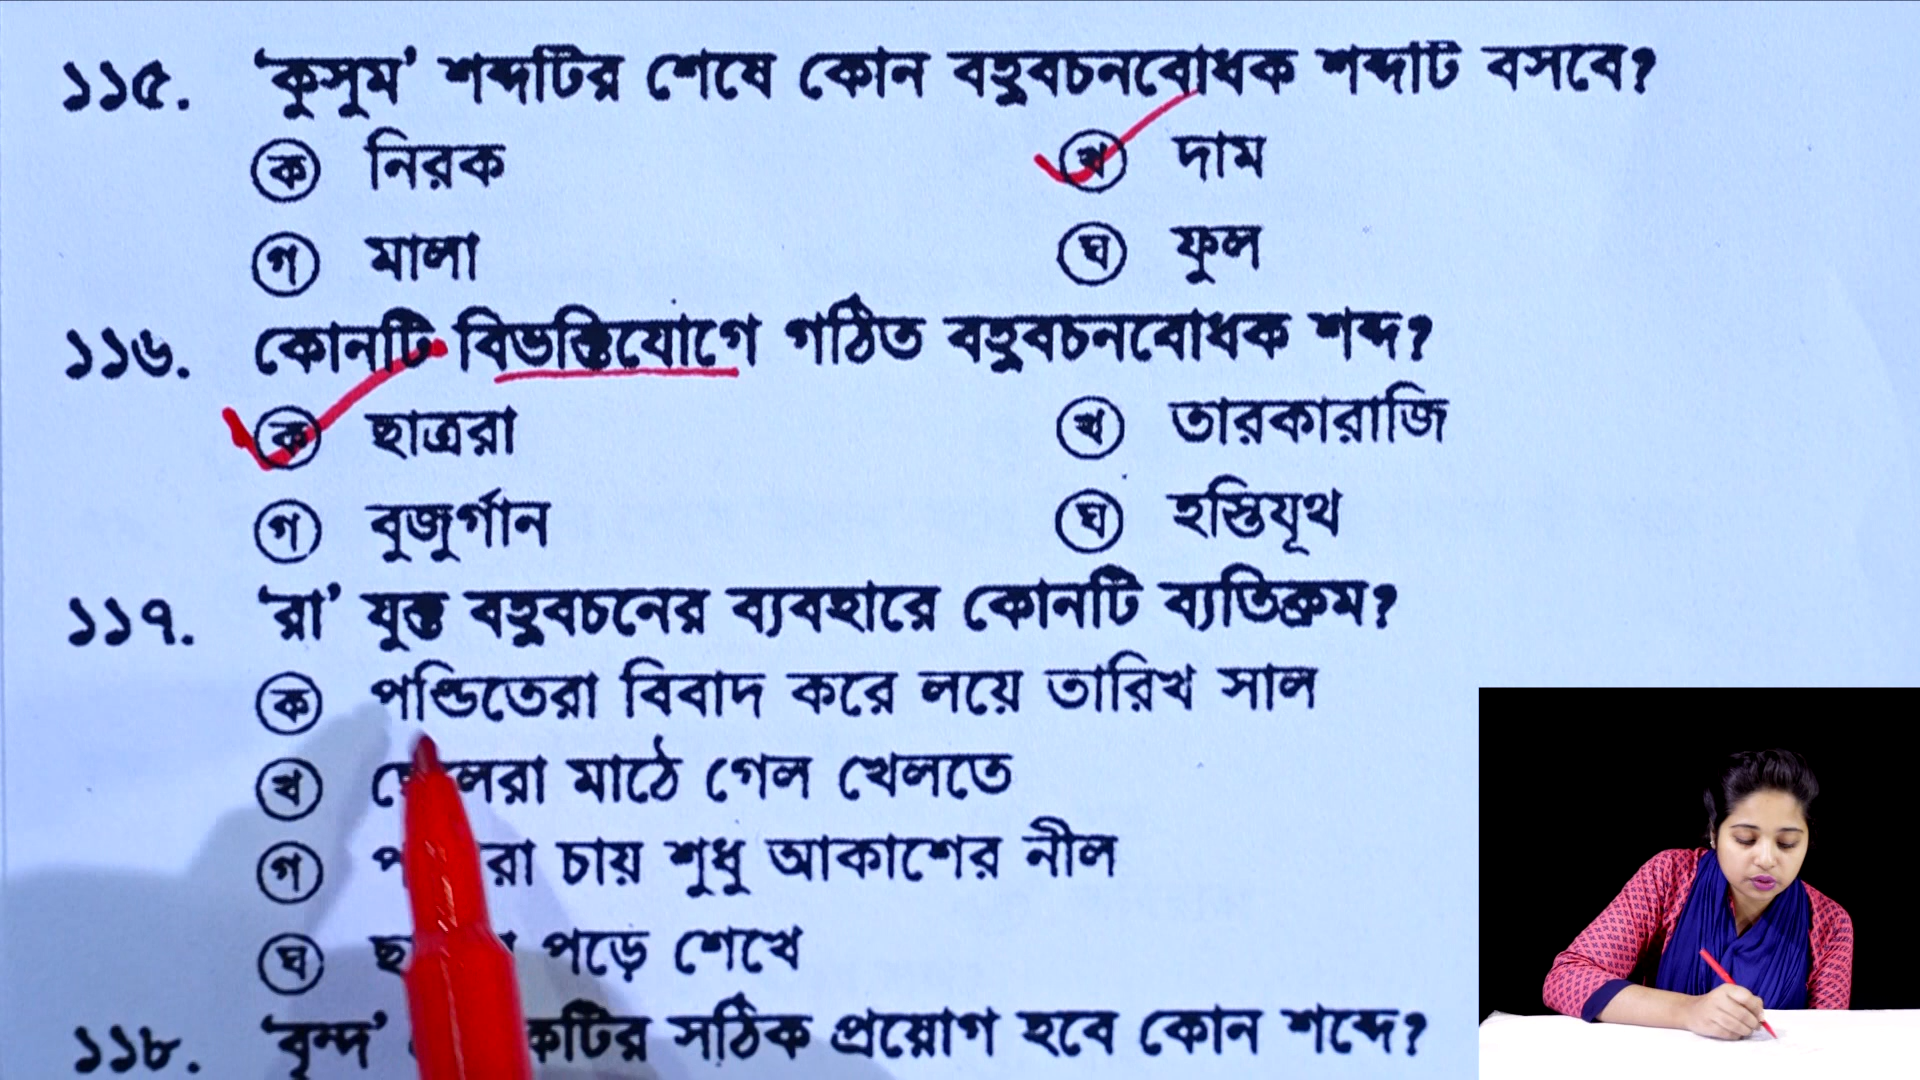 ১১৫. ‘কুসুম’ শব্দটির শেষে কোন বহুবচনবোধক শব্দটি বসবে?
ক নিরক খ দাম
গ মালা ঘ ফুল
১১৬. কোনটি বিভক্তিযোগে গঠিত বহুবচনবোধক শব্দ?
ক ছাত্ররা খ তারকারাজি
গ বুজুর্গান ঘ হস্তিযূথ
১১৭. ‘রা’ যুক্ত বহুবচনের ব্যবহারে কোনটি ব্যতিক্রম?
ক পণ্ডিতেরা বিবাদ করে লয়ে তারিখ সাল
খ মাঠে গেল খেলতে
গ চায় শুধু আকাশের নীল
ঘ পড়ে শেখে
১১৮. ‘বৃন্দ’ সঠিক প্রয়োগ হবে কোন শব্দে?